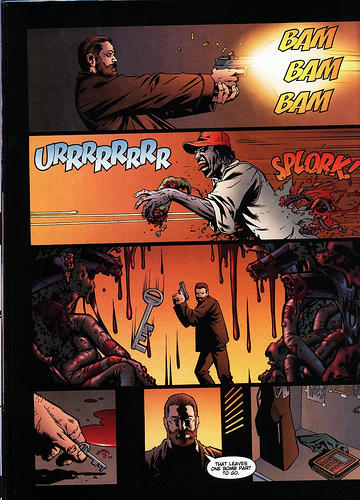 BAM
BAM
BAM
URRRRRRRR
SPLORK!
THAT LEAVES
ONE BOMB PART
TO GO.